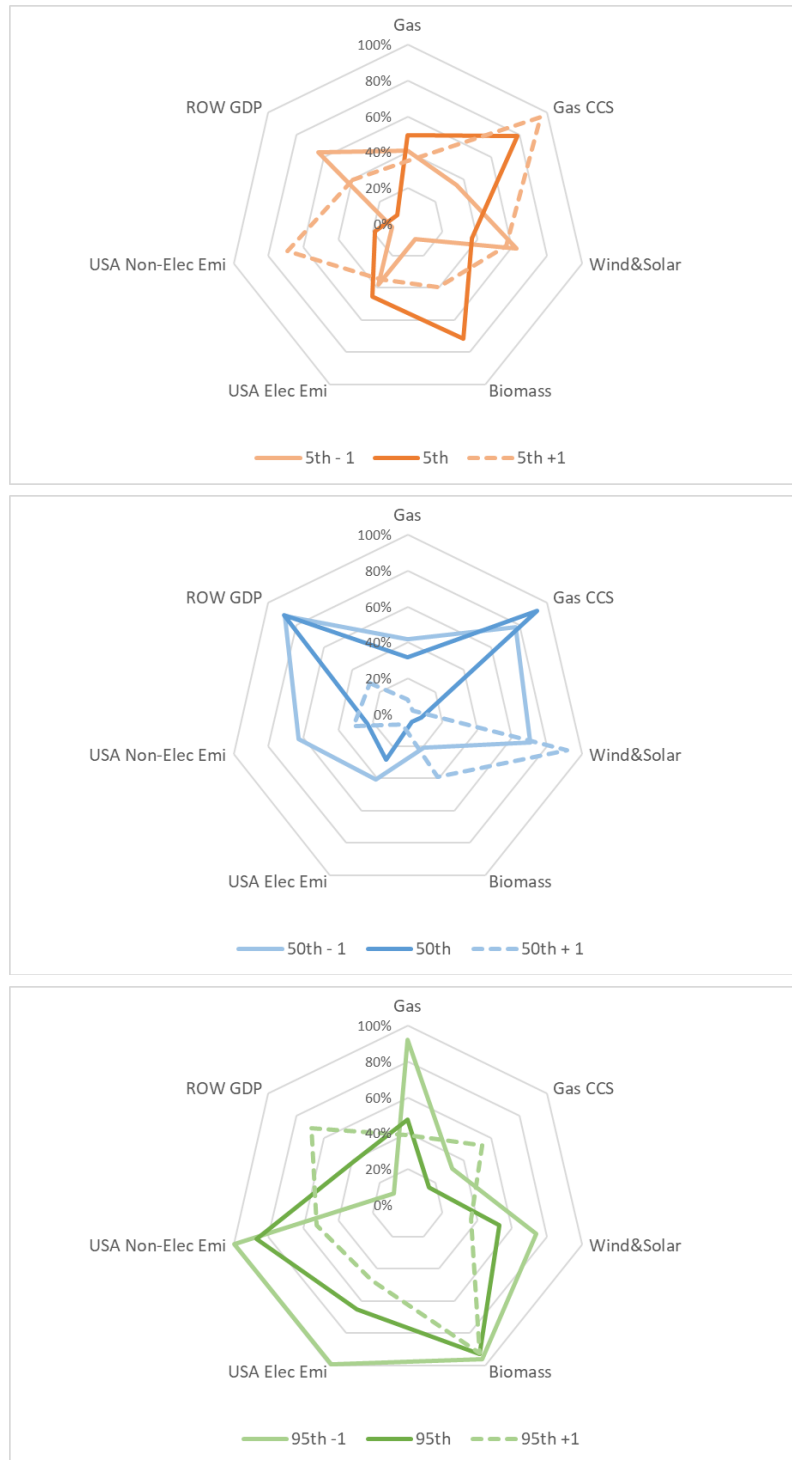 Gas
100%
ROW GDP
80%
Gas CCS
60%
40%
20%
0%
USA Non-Elec Emi
Wind&Solar
USA Elec Emi
Biomass
5th - 1
5th
5th +1
Gas
100%
ROW GDP
80%
Gas CCS
60%
40%
20%
0%
USA Non-Elec Emi
Wind&Solar
USA Elec Emi
Biomass
50th - 1
50th
50th + 1
Gas
100%
ROW GDP
80%
Gas CCS
60%
40%
20%
0%
USA Non-Elec Emi
Wind&Solar
USA Elec Emi
Biomass
95th -1
95th
95th +1